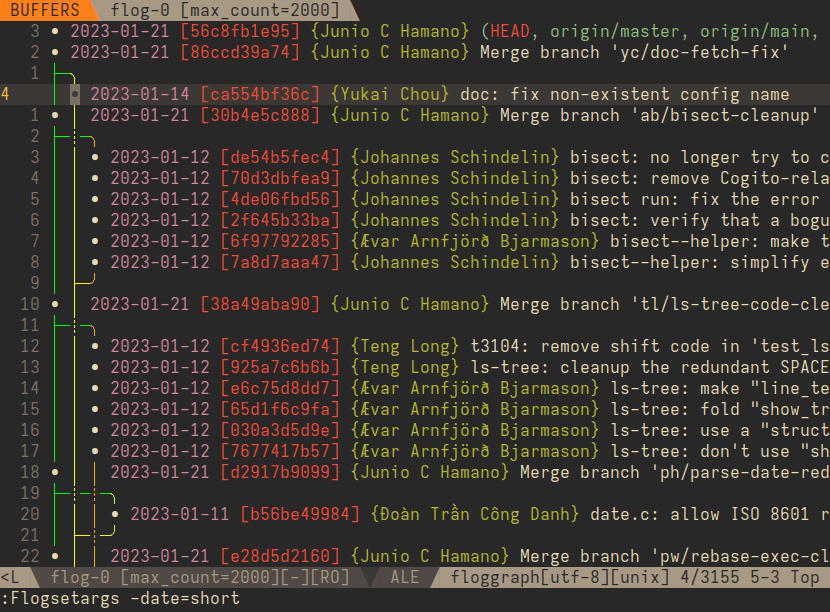 BUFFERS flog-0 [max_count=2000]
3 • 2023-01-21 [56c8fb1e95] {Junio C Hamano} (HEAD, origin/master, origin/main,
2 • 2023-01-21 [86ccd39a74] {Junio C Hamano} Merge branch 'yc/doc-fetch-fix'
1
4 • 2023-01-14 [ca554bf36c] {Yukai Chou} doc: fix non-existent config name
1 • 2023-01-21 [30b4e5c888] {Junio C Hamano} Merge branch 'ab/bisect-cleanup'
2
3 • 2023-01-12 [de54b5fec4] {Johannes Schindelin} bisect: no longer try to c
4 • 2023-01-12 [70d3dbfea9] {Johannes Schindelin} bisect: remove Cogito-rela
5 • 2023-01-12 [4de06fbd56] {Johannes Schindelin} bisect run: fix the error
6 • 2023-01-12 [2f645b33ba] {Johannes Schindelin} bisect: verify that a bogu
7 • 2023-01-12 [6f97792285] {Ævar Arnfjörð Bjarmason} bisect--helper: make t
8 • 2023-01-12 [7a8d7aaa47] {Johannes Schindelin} bisect--helper: simplify e
9
10 • 2023-01-21 [38a49aba90] {Junio C Hamano} Merge branch 'tl/ls-tree-code-cle
11
12 • 2023-01-12 [cf4936ed74] {Teng Long} t3104: remove shift code in 'test_ls
13 • 2023-01-12 [925a7c6b6b] {Teng Long} ls-tree: cleanup the redundant SPACE
14 • 2023-01-12 [e6c75d8dd7] {Ævar Arnfjörð Bjarmason} ls-tree: make "line_te
15 • 2023-01-12 [65d1f6c9fa] {Ævar Arnfjörð Bjarmason} ls-tree: fold "show_tr
16 • 2023-01-12 [030a3d5d9e] {Ævar Arnfjörð Bjarmason} ls-tree: use a "struct
17 • 2023-01-12 [7677417b57] {Ævar Arnfjörð Bjarmason} ls-tree: don't use "sh
18 • 2023-01-21 [d2917b9099] {Junio C Hamano} Merge branch 'ph/parse-date-red
19
20 • 2023-01-11 [b56be49984] {Đoàn Trần Công Danh} date.c: allow ISO 8601 r
21
22 • 2023-01-21 [e28d5d2160] {Junio C Hamano} Merge branch 'pw/rebase-exec-cl
<L flog-0 [max_count=2000][-][RO] ALE floggraph[utf-8][unix] 4/3155 5-3 Top
:Flogsetargs -date=short